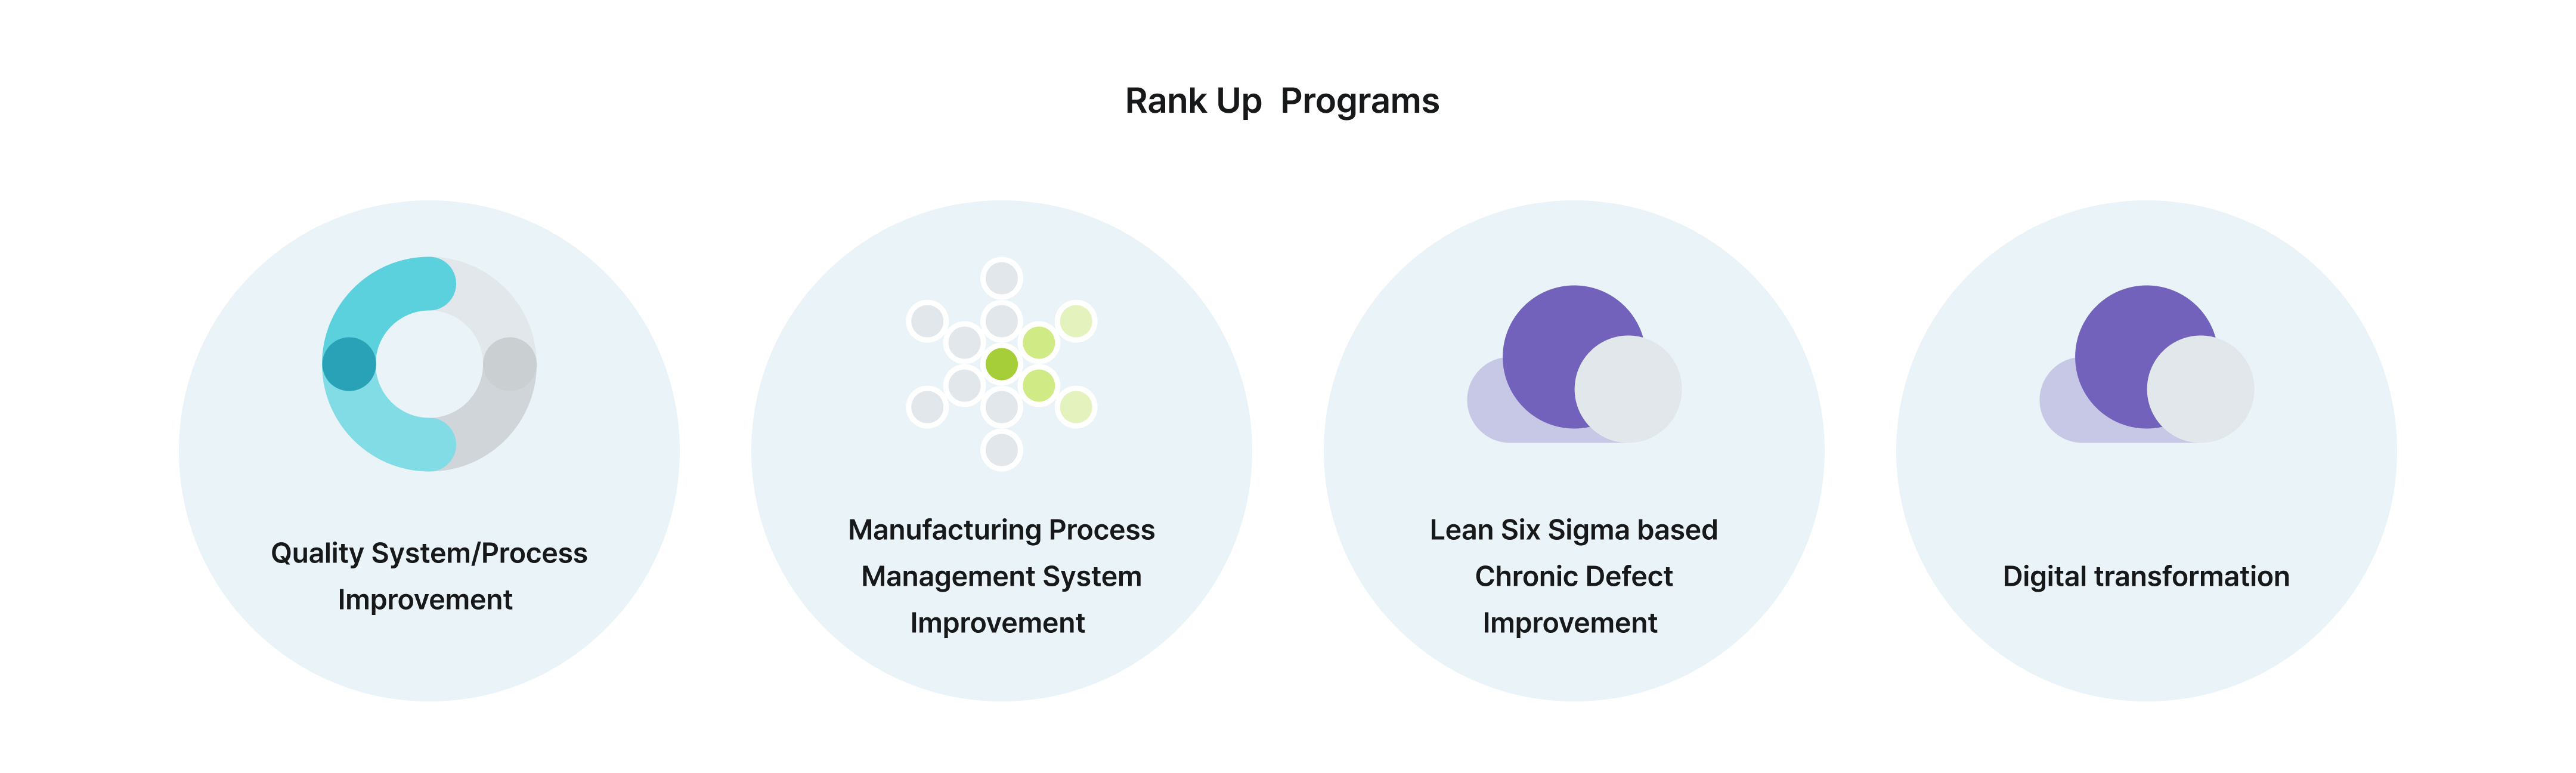 Rank Up  Programs
Quality System/Process
Improvement
Manufacturing Process
Management System
Improvement
Lean Six Sigma based
Chronic Defect
Improvement
Digital transformation